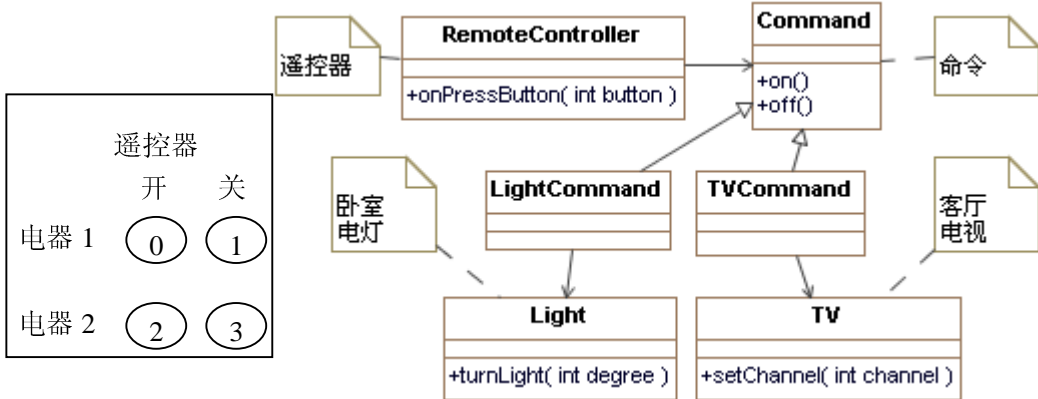 遥控器
开 关
电器 1 0 1
电器 2 2 3
遥控器
RemoteController
+onPressButton( int button )
Command
+on()
+off()
命令
卧室
电灯
LightCommand
TVCommand
客厅
电视
Light
+turnLight( int degree )
TV
+setChannel( int channel )